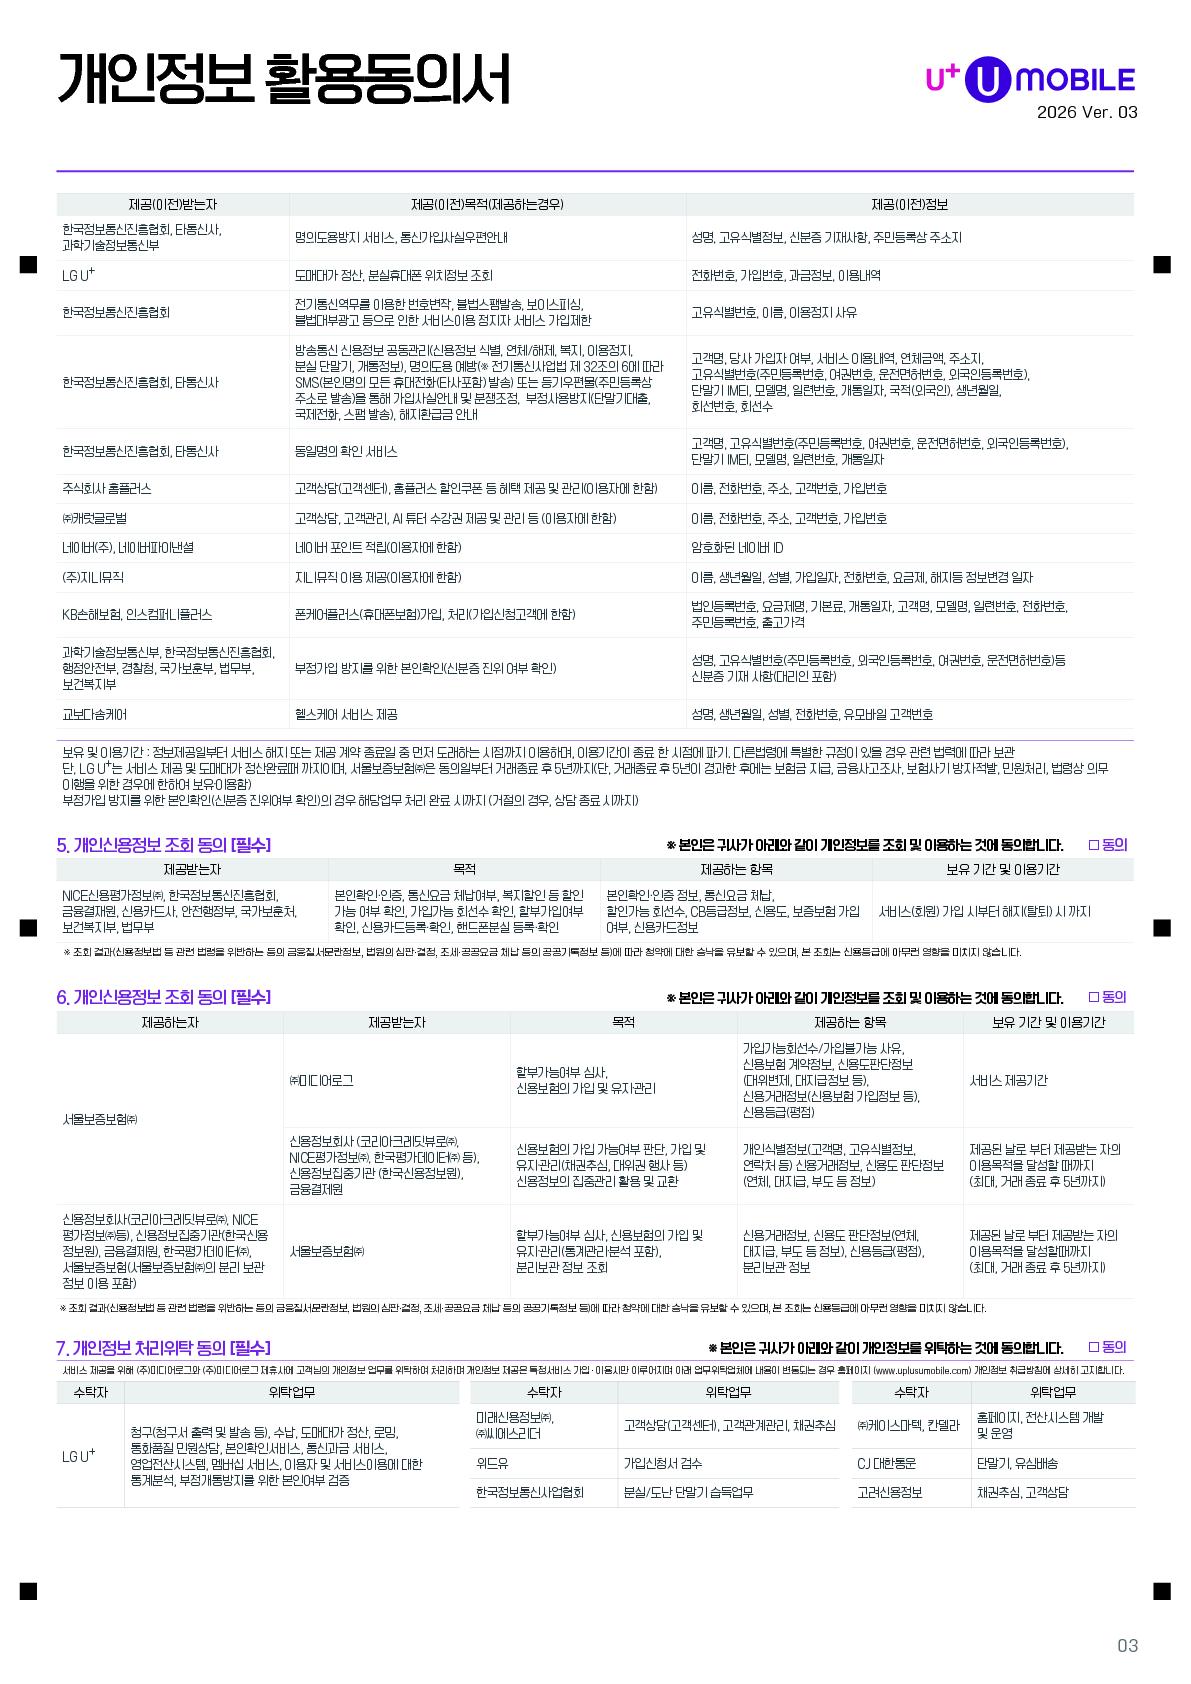 개인정보 활용동의서
U+ U MOBILE
2026 Ver. 03
제공(이전)받는자
제공(이전)목적(제공하는경우)
제공(이전)정보
한국정보통신진흥협회, 타통신사,
과학기술정보통신부
명의도용방지 서비스, 통신가입사실우편안내
성명, 고유식별정보, 신분증 기재사항, 주민등록상 주소지
LG U+
도매대가 정산, 분실휴대폰 위치정보 조회
전화번호, 가입번호, 과금정보, 이용내역
한국정보통신진흥협회
전기통신역무를 이용한 번호변작, 불법스팸발송, 보이스피싱,
불법대부광고 등으로 인한 서비스이용 정지자 서비스 가입제한
고유식별번호, 이름, 이용정지 사유
한국정보통신진흥협회, 타통신사
방송통신 신용정보 공동관리(신용정보 식별, 연체/해제, 복지, 이용정지,
분실 단말기, 개통정보), 명의도용 예방(※ 전기통신사업법 제 32조의 6에 따라
SMS(본인명의 모든 휴대전화(타사포함) 발송) 또는 등기우편물(주민등록상
주소로 발송)을 통해 가입사실안내 및 분쟁조정, 부정사용방지(단말기대출,
국제전화, 스팸 발송), 해지환급금 안내
고객명, 당사 가입자 여부, 서비스 이용내역, 연체금액, 주소지,
고유식별번호(주민등록번호, 여권번호, 운전면허번호, 외국인등록번호),
단말기 IMEI, 모델명, 일련번호, 개통일자, 국적(외국인), 생년월일,
회선번호, 회선수
한국정보통신진흥협회, 타통신사
동일명의 확인 서비스
고객명, 고유식별번호(주민등록번호, 여권번호, 운전면허번호, 외국인등록번호),
단말기 IMEI, 모델명, 일련번호, 개통일자
주식회사 홈플러스
고객상담(고객센터), 홈플러스 할인쿠폰 등 혜택 제공 및 관리(이용자에 한함)
이름, 전화번호, 주소, 고객번호, 가입번호
㈜캐럿글로벌
고객상담, 고객관리, AI 튜터 수강권 제공 및 관리 등 (이용자에 한함)
이름, 전화번호, 주소, 고객번호, 가입번호
네이버(주), 네이버파이낸셜
네이버 포인트 적립(이용자에 한함)
암호화된 네이버 ID
(주)지니뮤직
지니뮤직 이용 제공(이용자에 한함)
이름, 생년월일, 성별, 가입일자, 전화번호, 요금제, 해지등 정보변경 일자
KB손해보험, 인스컴퍼니플러스
폰케어플러스(휴대폰보험)가입, 처리(가입신청고객에 한함)
법인등록번호, 요금제명, 기본료, 개통일자, 고객명, 모델명, 일련번호, 전화번호,
주민등록번호, 출고가격
과학기술정보통신부, 한국정보통신진흥협회,
행정안전부, 경찰청, 국가보훈부, 법무부,
보건복지부
부정가입 방지를 위한 본인확인(신분증 진위 여부 확인)
성명, 고유식별번호(주민등록번호, 외국인등록번호, 여권번호, 운전면허번호)등
신분증 기재 사항(대리인 포함)
교보다솜케어
헬스케어 서비스 제공
성명, 생년월일, 성별, 전화번호, 유모바일 고객번호
보유 및 이용기간 : 정보제공일부터 서비스 해지 또는 제공 계약 종료일 중 먼저 도래하는 시점까지 이용하며, 이용기간이 종료 한 시점에 파기. 다른법령에 특별한 규정이 있을 경우 관련 법력에 따라 보관
단, LG U+는 서비스 제공 및 도매대가 정산완료때 까지이며, 서울보증보험㈜은 동의일부터 거래종료 후 5년까지(단, 거래종료 후 5년이 경과한 후에는 보험금 지급, 금융사고조사, 보험사기 방지·적발, 민원처리, 법령상 의무
이행을 위한 경우에 한하여 보유·이용함)
부정가입 방지를 위한 본인확인(신분증 진위여부 확인)의 경우 해당업무 처리 완료 시까지 (거절의 경우, 상담 종료 시까지)
5. 개인신용정보 조회 동의 [필수]
※ 본인은 귀사가 아래와 같이 개인정보를 조회 및 이용하는 것에 동의합니다.
□ 동의
제공받는자
목적
제공하는 항목
보유 기간 및 이용기간
NICE신용평가정보㈜, 한국정보통신진흥협회,
금융결재원, 신용카드사, 안전행정부, 국가보훈처,
보건복지부, 법무부
본인확인·인증, 통신요금 체납여부, 복지할인 등 할인
가능 여부 확인, 가입가능 회선수 확인, 할부가입여부
확인, 신용카드등록·확인, 핸드폰분실 등록·확인
본인확인·인증 정보, 통신요금 체납,
할인가능 회선수, CB등급정보, 신용도, 보증보험 가입
여부, 신용카드정보
서비스(회원) 가입 시부터 해지(탈퇴) 시 까지
※ 조회 결과(신용정보법 등 관련 법령을 위반하는 등의 금융질서문란정보, 법원의 심판·결정, 조세·공공요금 체납 등의 공공기록정보 등)에 따라 청약에 대한 승낙을 유보할 수 있으며, 본 조회는 신용등급에 아무런 영향을 미치지 않습니다.
6. 개인신용정보 조회 동의 [필수]
※ 본인은 귀사가 아래와 같이 개인정보를 조회 및 이용하는 것에 동의합니다.
□ 동의
제공하는자
제공받는자
목적
제공하는 항목
보유 기간 및 이용기간
서울보증보험㈜
㈜미디어로그
할부가능여부 심사,
신용보험의 가입 및 유지·관리
가입가능회선수/가입불가능 사유,
신용보험 계약정보, 신용도판단정보
(대위변제, 대지급정보 등),
신용거래정보(신용보험 가입정보 등),
신용등급(평점)
서비스 제공기간
신용정보회사 (코리아크레딧뷰로㈜,
NICE평가정보㈜, 한국평가데이터㈜ 등),
신용정보집중기관 (한국신용정보원),
금융결제원
신용보험의 가입 가능여부 판단, 가입 및
유지·관리(채권추심, 대위권 행사 등)
신용정보의 집중관리 활용 및 교환
개인식별정보(고객명, 고유식별정보,
연락처 등) 신용거래정보, 신용도 판단정보
(연체, 대지급, 부도 등 정보)
제공된 날로 부터 제공받는 자의
이용목적을 달성할 때까지
(최대, 거래 종료 후 5년까지)
신용정보회사(코리아크레딧뷰로㈜, NICE
평가정보㈜등), 신용정보집중기관(한국신용
정보원), 금융결제원, 한국평가데이터㈜,
서울보증보험(서울보증보험㈜의 분리 보관
정보 이용 포함)
서울보증보험㈜
할부가능여부 심사, 신용보험의 가입 및
유지·관리(통계관리·분석 포함),
분리보관 정보 조회
신용거래정보, 신용도 판단정보(연체,
대지급, 부도 등 정보), 신용등급(평점),
분리보관 정보
제공된 날로 부터 제공받는 자의
이용목적을 달성할때까지
(최대, 거래 종료 후 5년까지)
※ 조회 결과(신용정보법 등 관련 법령을 위반하는 등의 금융질서문란정보, 법원의 심판·결정, 조세·공공요금 체납 등의 공공기록정보 등)에 따라 청약에 대한 승낙을 유보할 수 있으며, 본 조회는 신용등급에 아무런 영향을 미치지 않습니다.
7. 개인정보 처리위탁 동의 [필수]
※ 본인은 귀사가 아래와 같이 개인정보를 위탁하는 것에 동의합니다.
□ 동의
서비스 제공을 위해 (주)미디어로그와 (주)미디어로그 제휴사에 고객님의 개인정보 업무를 위탁하여 처리하며 개인정보 제공은 특정서비스 가입·이용시만 이루어지며 아래 업무위탁업체에 내용이 변동되는 경우 홈페이지 (www.uplusumobile.com) 개인정보 취급방침에 상세히 고지합니다.
수탁자
위탁업무
LG U+
청구(청구서 출력 및 발송 등), 수납, 도매대가 정산, 로밍,
통화품질 민원상담, 본인확인서비스, 통신과금 서비스,
영업전산시스템, 멤버십 서비스, 이용자 및 서비스이용에 대한
통계분석, 부정개통방지를 위한 본인여부 검증
수탁자
위탁업무
미래신용정보㈜,
㈜씨에스리더
고객상담(고객센터), 고객관계관리, 채권추심
위드유
가입신청서 검수
한국정보통신사업협회
분실/도난 단말기 습득업무
수탁자
위탁업무
㈜케이스마텍, 칸델라
홈페이지, 전산시스템 개발
및 운영
CJ 대한통운
단말기, 유심배송
고려신용정보
채권추심, 고객상담
03